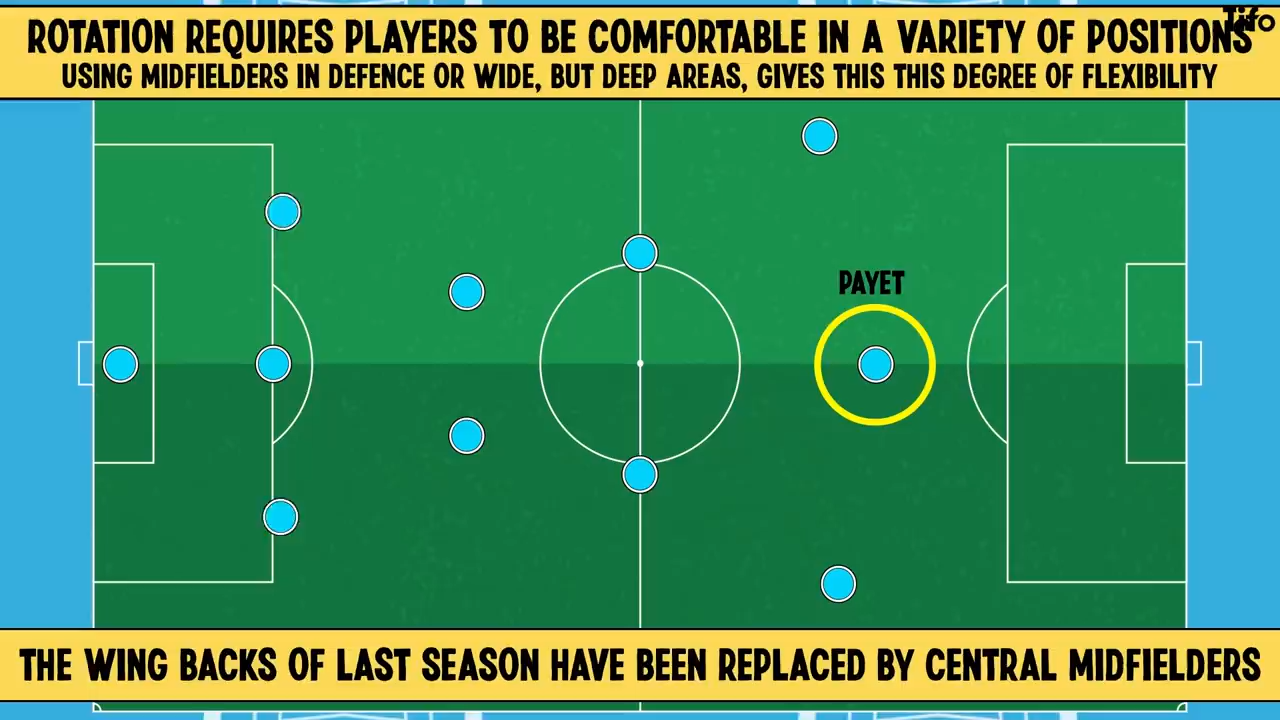 Tifo
ROTATION REQUIRES PLAYERS TO BE COMFORTABLE IN A VARIETY OF POSITIONS
USING MIDFIELDERS IN DEFENCE OR WIDE, BUT DEEP AREAS, GIVES THIS THIS DEGREE OF FLEXIBILITY
PAYET
THE WING BACKS OF LAST SEASON HAVE BEEN REPLACED BY CENTRAL MIDFIELDERS